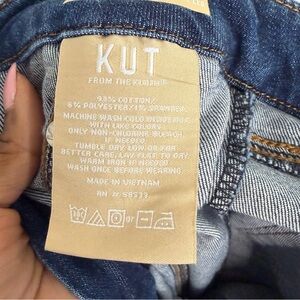 KUT
FROM THE KLOTH
93% COTTON/
6% POLYESTER/1% SPANDEX
MACHINE WASH COLD INSIDE OUT
WITH LIKE COLORS
ONLY NON-CHLORINE BLEACH
IF NEEDED
TUMBLE DRY LOW OR FOR
BETTER CARE, LAY FLAT TO DRY
WARM IRON IF NEEDED
WASH ONCE BEFORE WEARING
MADE IN VIETNAM
RN #
or